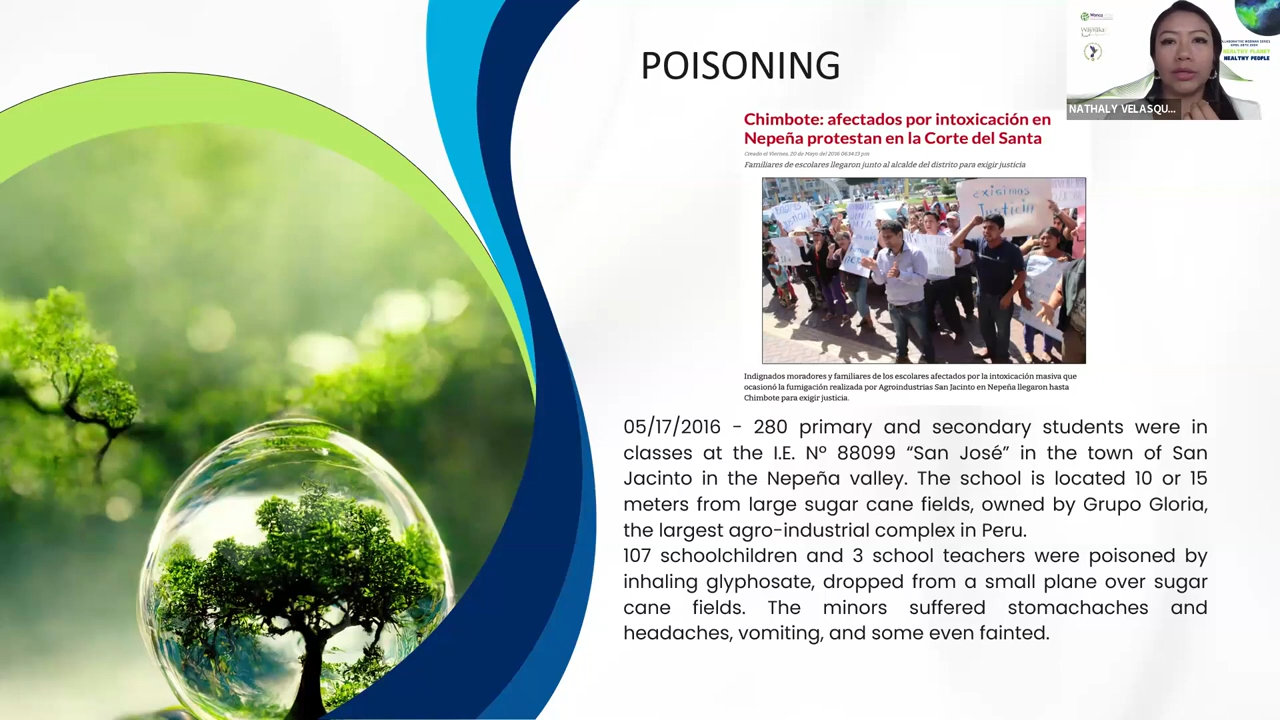 POISONING
Wanca
Waynakuna
HEALTHY PLANET
HEALTHY PEOPLE
NATHALY VELASQU...
Chimbote: afectados por intoxicación en
Nepeña protestan en la Corte del Santa
Creado el Viernes, 20 de Mayo del 2016 06:34:23 pm
Familiares de escolares llegaron junto al alcalde del distrito para exigir justicia
exigimos
Justicia
Indignados moradores y familiares de los escolares afectados por la intoxicación masiva que
ocasionó la fumigación realizada por Agroindustrias San Jacinto en Nepeña llegaron hasta
Chimbote para exigir justicia.
05/17/2016 - 280 primary and secondary students were in
classes at the I.E. Nº 88099 “San José” in the town of San
Jacinto in the Nepeña valley. The school is located 10 or 15
meters from large sugar cane fields, owned by Grupo Gloria,
the largest agro-industrial complex in Peru.
107 schoolchildren and 3 school teachers were poisoned by
inhaling glyphosate, dropped from a small plane over sugar
cane fields. The minors suffered stomachaches and
headaches, vomiting, and some even fainted.